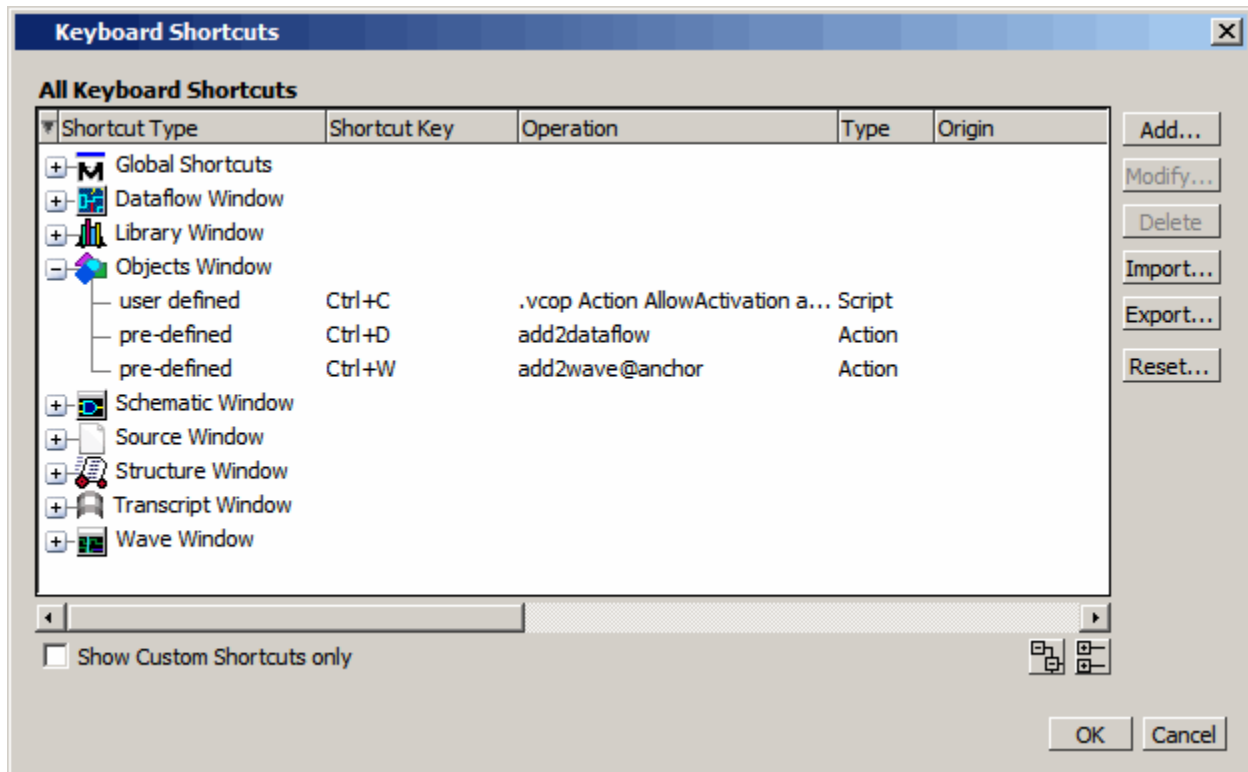 Keyboard Shortcuts
All Keyboard Shortcuts
Shortcut Type Shortcut Key Operation Type Origin
Add...
Global Shortcuts
Modify...
Dataflow Window
Delete
Library Window
Objects Window
Import...
user defined Ctrl+C .vcop Action AllowActivation a... Script
Export...
pre-defined Ctrl+D add2dataflow Action
pre-defined Ctrl+W add2wave@anchor Action
Reset...
Schematic Window
Source Window
Structure Window
Transcript Window
Wave Window
Show Custom Shortcuts only
OK Cancel